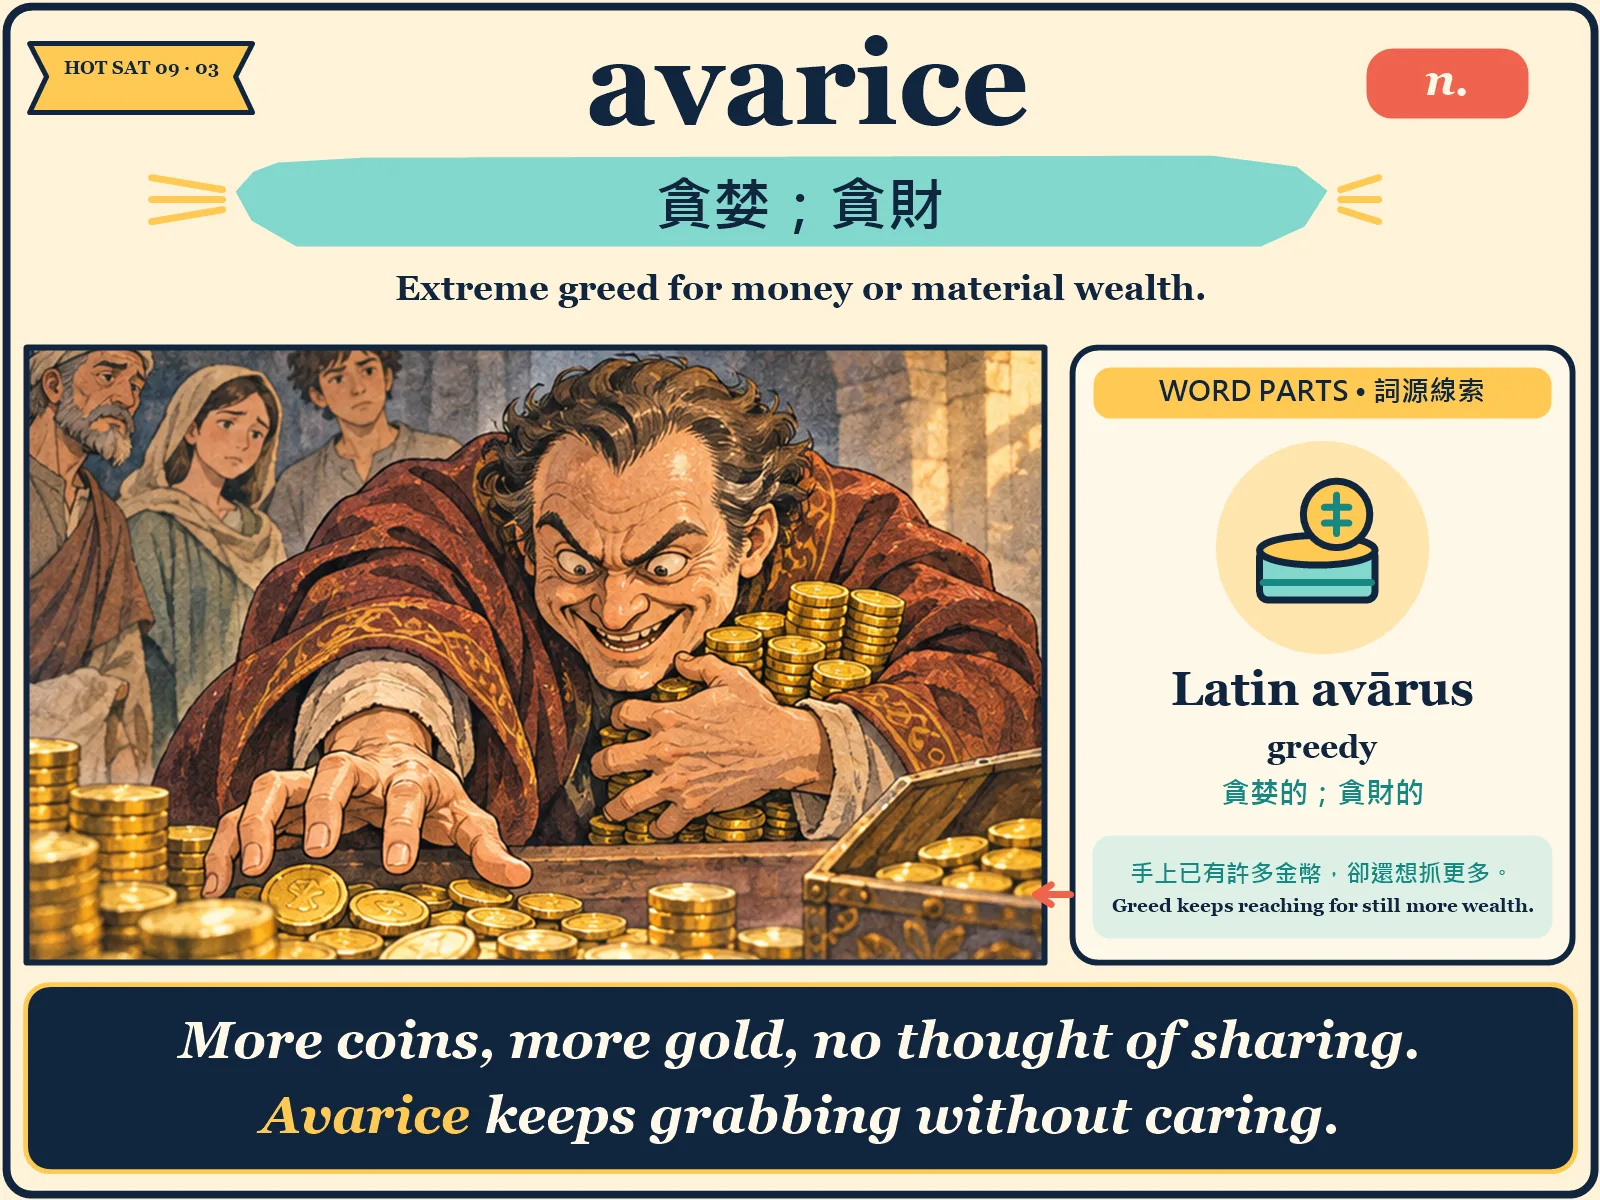 HOT SAT 09 · 03
avarice
n.
貪婪；貪財
Extreme greed for money or material wealth.
WORD PARTS • 詞源線索
Latin avārus
greedy
貪婪的；貪財的
手上已有許多金幣，卻還想抓更多。
Greed keeps reaching for still more wealth.
More coins, more gold, no thought of sharing.
Avarice keeps grabbing without caring.